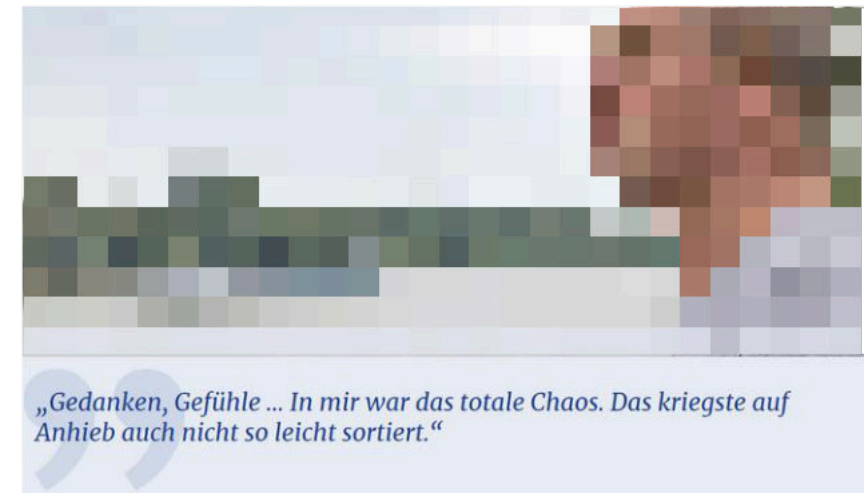 „Gedanken, Gefühle ... In mir war das totale Chaos. Das kriegste auf
Anhieb auch nicht so leicht sortiert.“